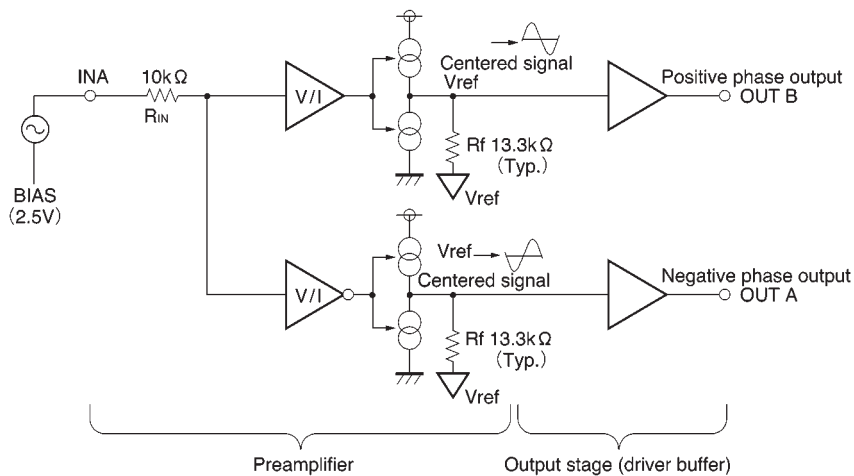 INA
10kΩ
RIN
BIAS
(2.5V)
V/I
Centered signal
Vref
Rf 13.3kΩ
(Typ.)
Vref
Positive phase output
OUT B
V/I
Vref
Centered signal
Rf 13.3kΩ
(Typ.)
Vref
Negative phase output
OUT A
Preamplifier
Output stage (driver buffer)